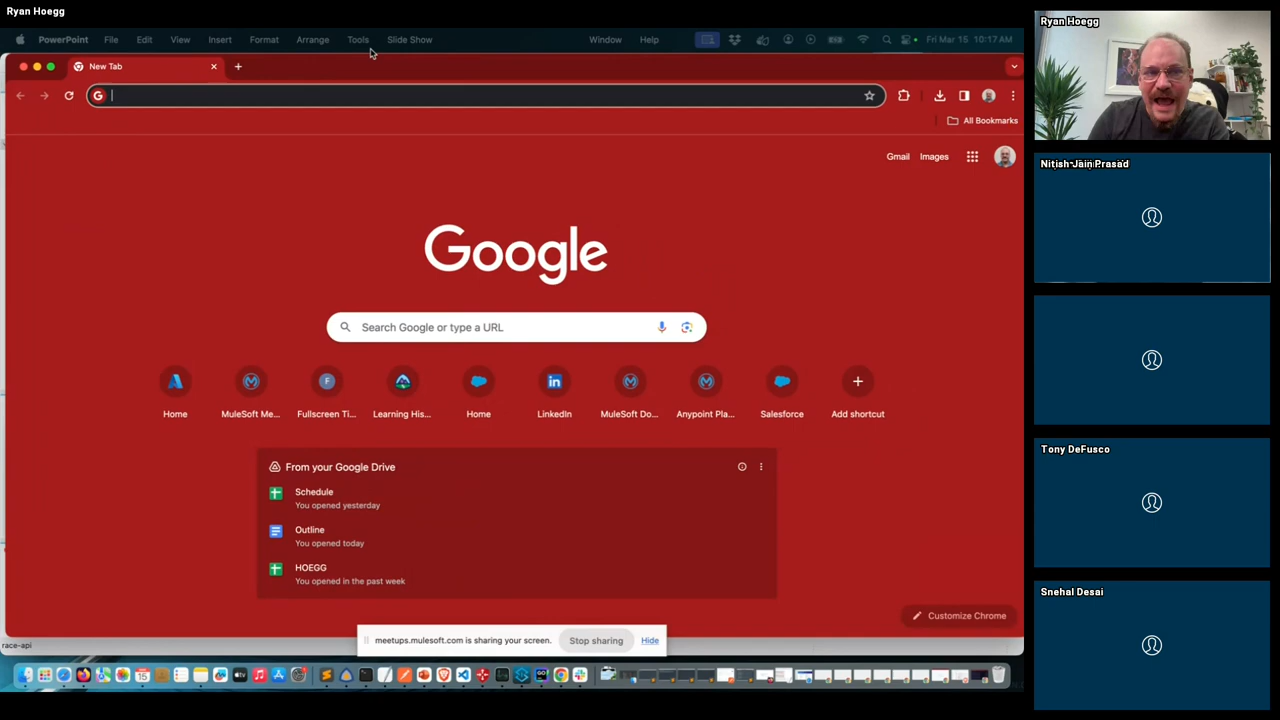 Ryan Hoegg
PowerPoint File Edit View Insert Format Arrange Tools Slide Show Window Help Fri Mar 15 10:17 AM
New Tab
All Bookmarks
Gmail Images
Google
Search Google or type a URL
Home MuleSoft Me... Fullscreen Ti... Learning His... Home LinkedIn MuleSoft Do... Anypoint Pla... Salesforce Add shortcut
From your Google Drive
Schedule
You opened yesterday
Outline
You opened today
HOEGG
You opened in the past week
Customize Chrome
meetups.mulesoft.com is sharing your screen. Stop sharing Hide
race-api
Ryan Hoegg
Tony DeFusco
Snehal Desai